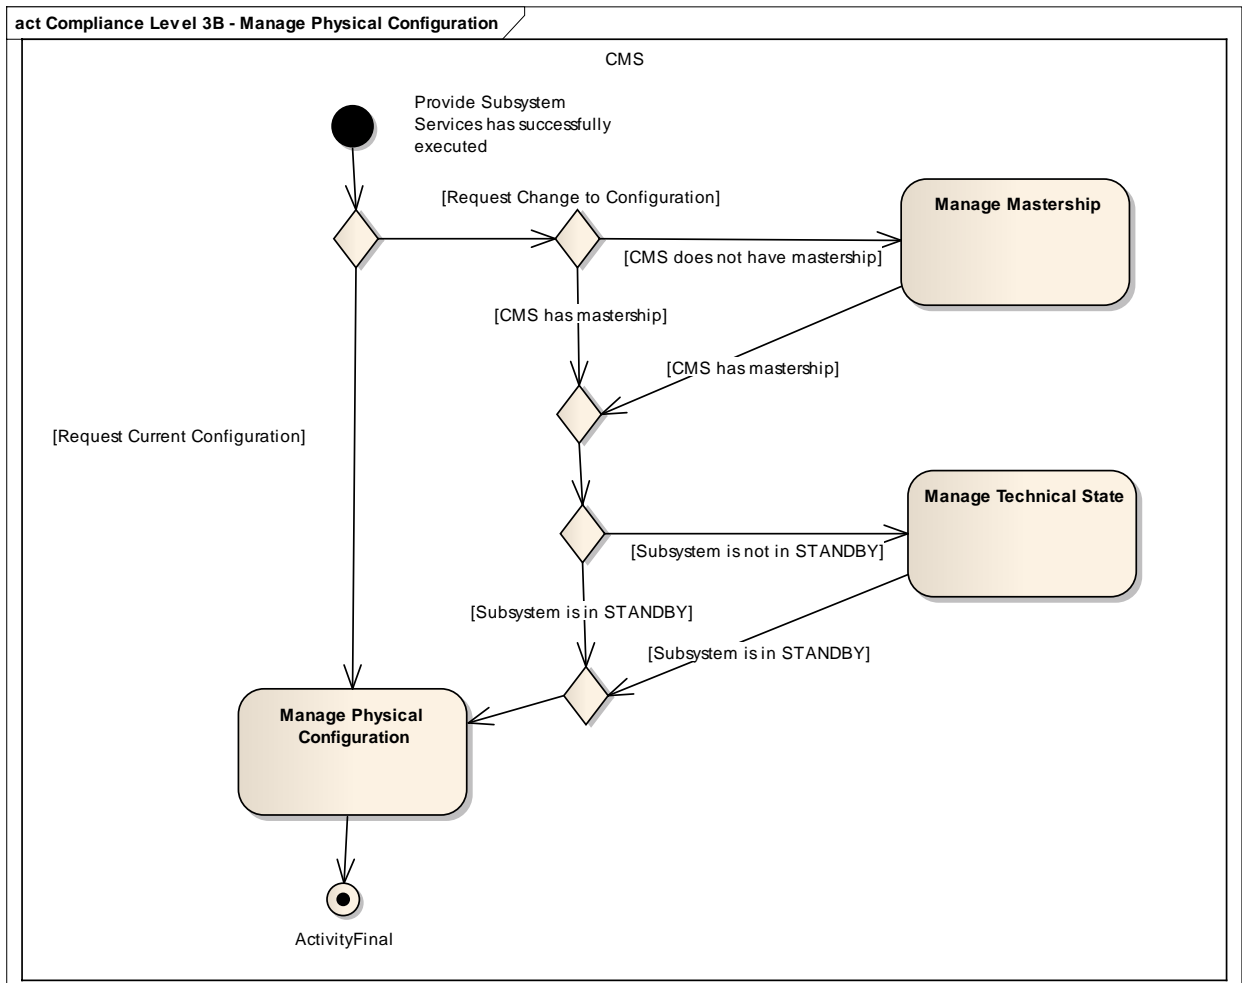 act Compliance Level 3B - Manage Physical Configuration
CMS
Provide Subsystem
Services has successfully
executed
[Request Change to Configuration]
Manage Mastership
[CMS does not have mastership]
[CMS has mastership]
[CMS has mastership]
[Request Current Configuration]
Manage Technical State
[Subsystem is not in STANDBY]
[Subsystem is in STANDBY]
[Subsystem is in STANDBY]
Manage Physical
Configuration
ActivityFinal